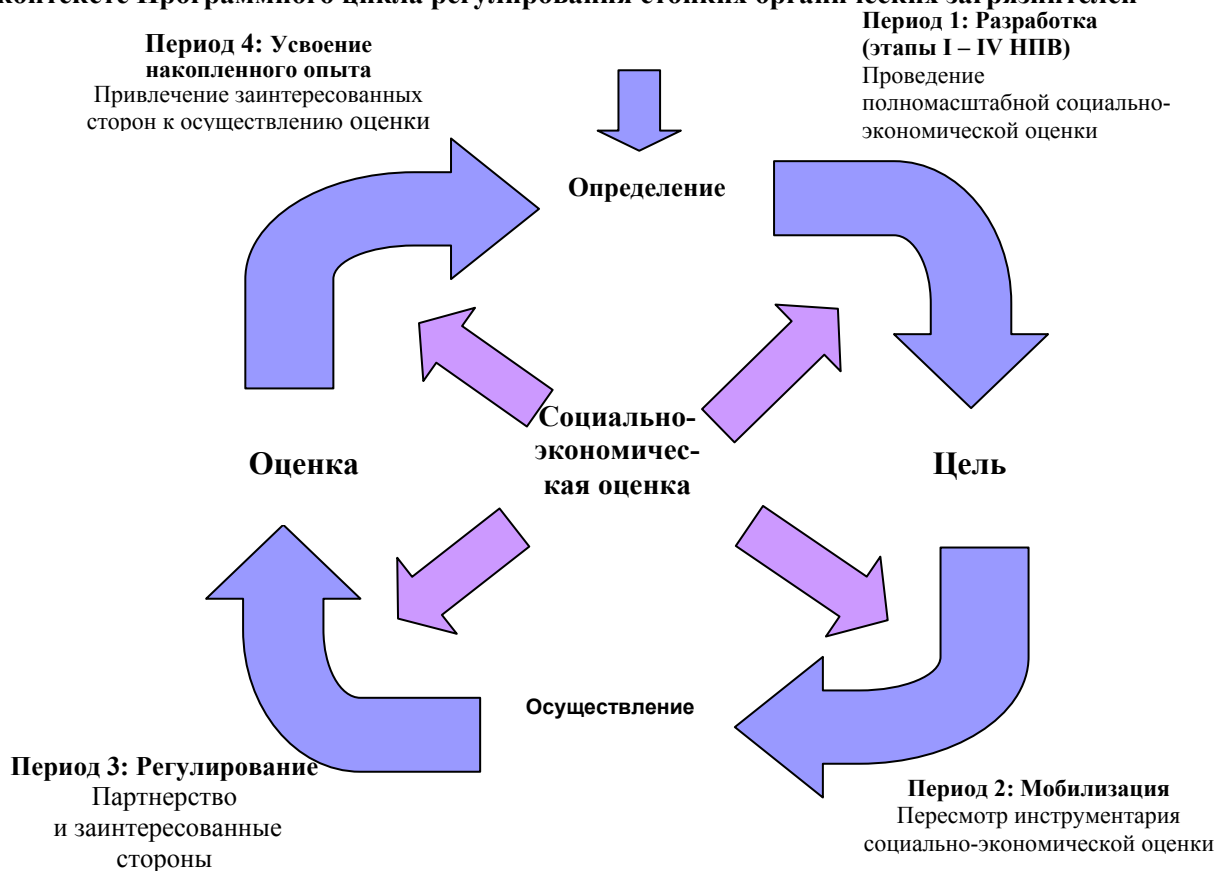 контексте Программного цикла регулирования стойких органических загрязнителей
Период 4: Усвоение
накопленного опыта
Привлечение заинтересованных
сторон к осуществлению оценки
Период 1: Разработка
(этапы I – IV НПВ)
Проведение
полномасштабной социально-
экономической оценки
Определение
Социально-
экономичес-
кая оценка
Оценка
Цель
Осуществление
Период 3: Регулирование
Партнерство
и заинтересованные
стороны
Период 2: Мобилизация
Пересмотр инструментария
социально-экономической оценки